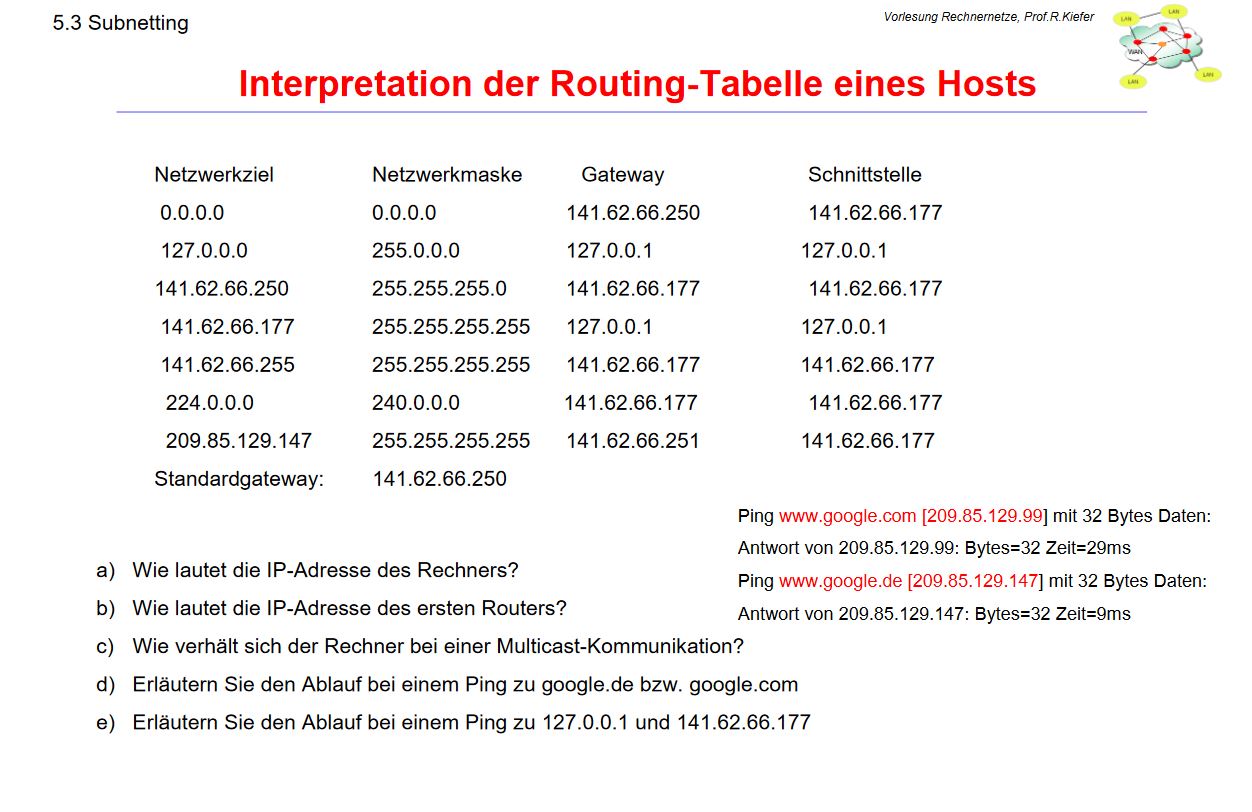 5.3 Subnetting
Vorlesung Rechnernetze, Prof.R.Kiefer
LAN
LAN
WAN
LAN
LAN
Interpretation der Routing-Tabelle eines Hosts
Netzwerkziel Netzwerkmaske Gateway Schnittstelle
0.0.0.0 0.0.0.0 141.62.66.250 141.62.66.177
127.0.0.0 255.0.0.0 127.0.0.1 127.0.0.1
141.62.66.250 255.255.255.0 141.62.66.177 141.62.66.177
141.62.66.177 255.255.255.255 127.0.0.1 127.0.0.1
141.62.66.255 255.255.255.255 141.62.66.177 141.62.66.177
224.0.0.0 240.0.0.0 141.62.66.177 141.62.66.177
209.85.129.147 255.255.255.255 141.62.66.251 141.62.66.177
Standardgateway: 141.62.66.250
Ping www.google.com [209.85.129.99] mit 32 Bytes Daten:
Antwort von 209.85.129.99: Bytes=32 Zeit=29ms
Ping www.google.de [209.85.129.147] mit 32 Bytes Daten:
Antwort von 209.85.129.147: Bytes=32 Zeit=9ms
a) Wie lautet die IP-Adresse des Rechners?
b) Wie lautet die IP-Adresse des ersten Routers?
c) Wie verhält sich der Rechner bei einer Multicast-Kommunikation?
d) Erläutern Sie den Ablauf bei einem Ping zu google.de bzw. google.com
e) Erläutern Sie den Ablauf bei einem Ping zu 127.0.0.1 und 141.62.66.177